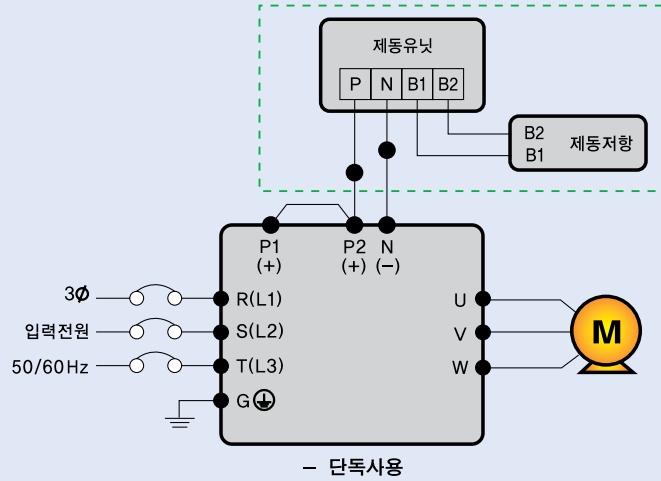 제동유닛
P N B1 B2
B2
B1
제동저항
P1 P2 N
(+) (+) (−)
3Ø R(L1) U
입력전원 S(L2) V M
50/60Hz T(L3) W
G
− 단독사용